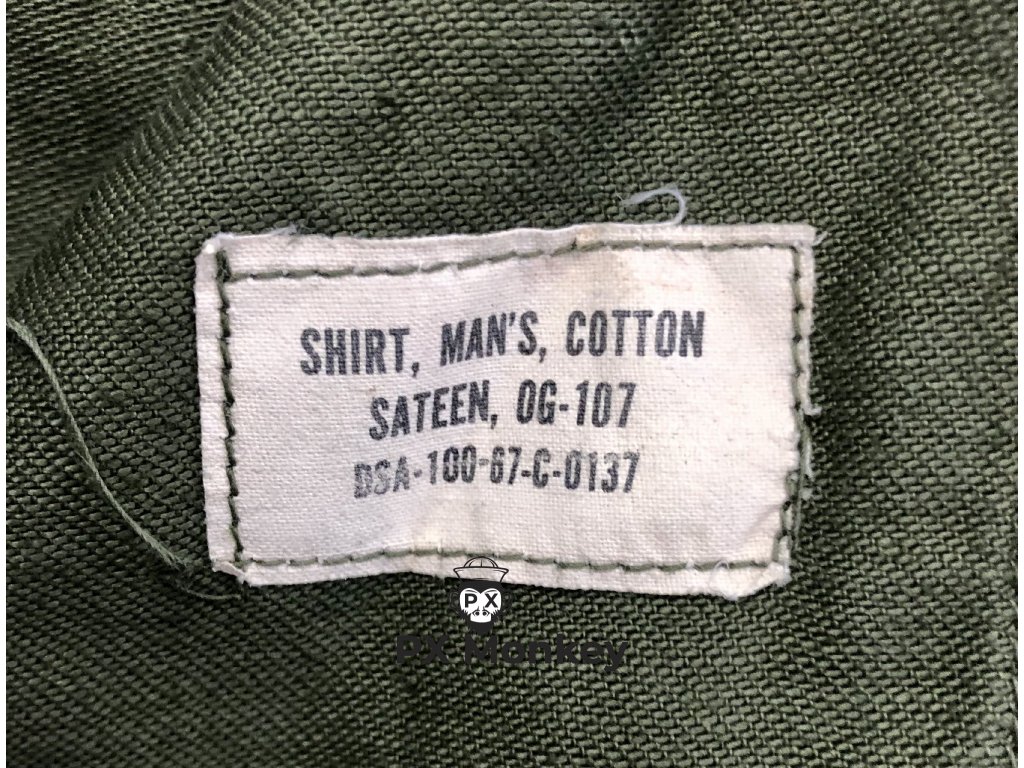 SHIRT, MAN'S, COTTON
SATEEN, OG-107
DSA-100-67-C-0137
PX
PX Monkey